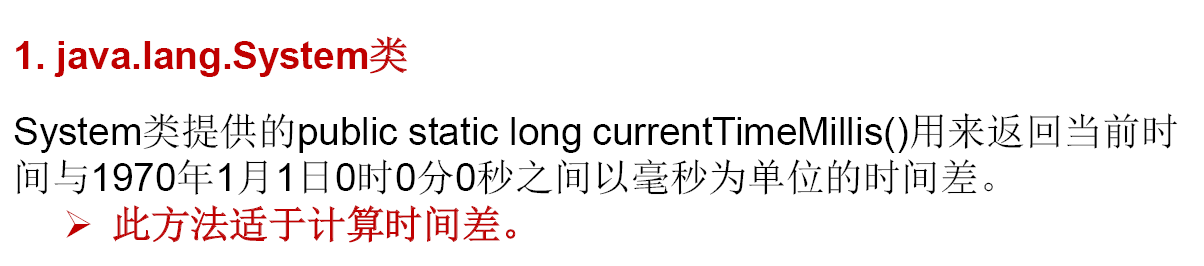 1. java.lang.System类
System类提供的public static long currentTimeMillis()用来返回当前时
间与1970年1月1日0时0分0秒之间以毫秒为单位的时间差。
➢ 此方法适于计算时间差。